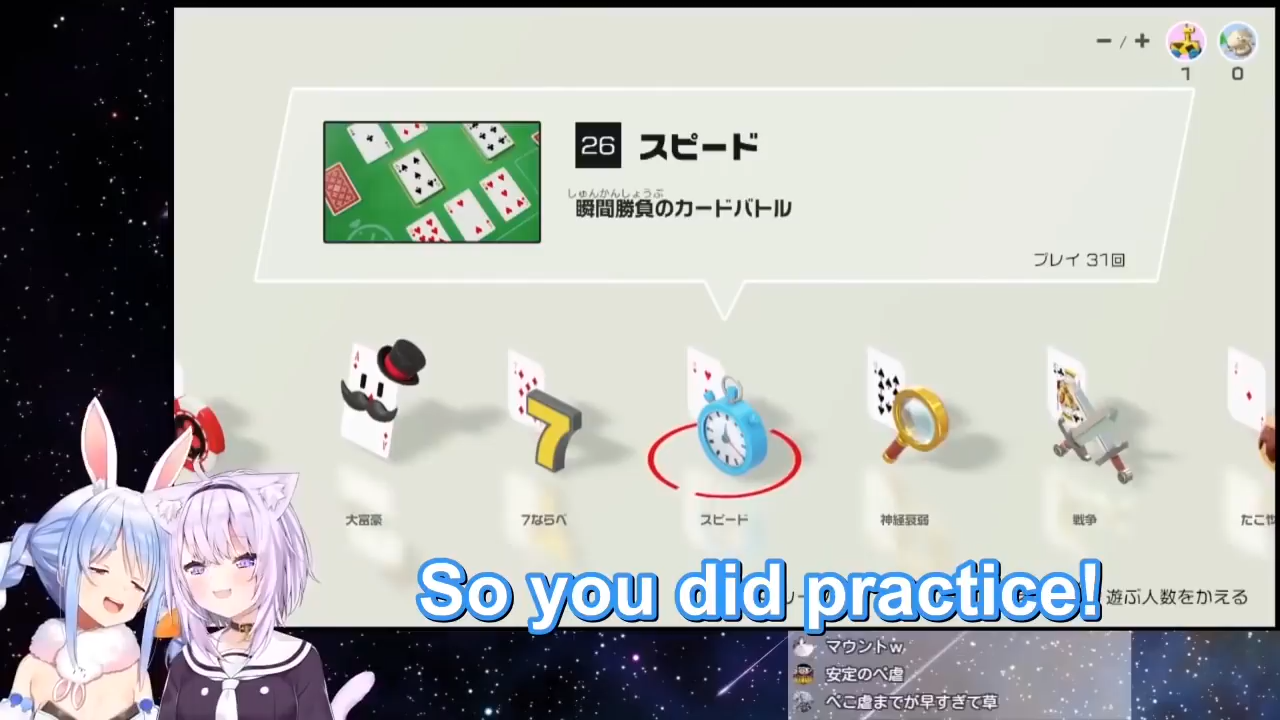 − / +
1 0
26 スピード
しゅんかんしょうぶ
瞬間勝負のカードバトル
プレイ 31回
大富豪 7ならべ スピード 神経衰弱 戦争 たこ
So you did practice!
遊ぶ人数をかえる
マウントw
安定のペ虐
ぺこ虐までが早すぎて草